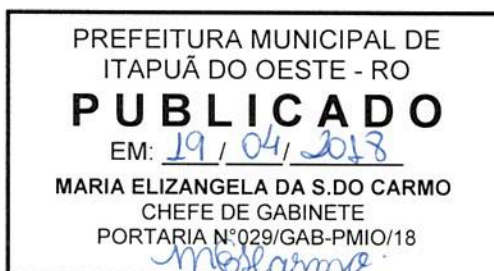 PREFEITURA MUNICIPAL DE
ITAPUÃ DO OESTE - RO
PUBLICADO
EM: 19 / 04 / 2018
MARIA ELIZANGELA DA S.DO CARMO
CHEFE DE GABINETE
PORTARIA N°029/GAB-PMIO/18